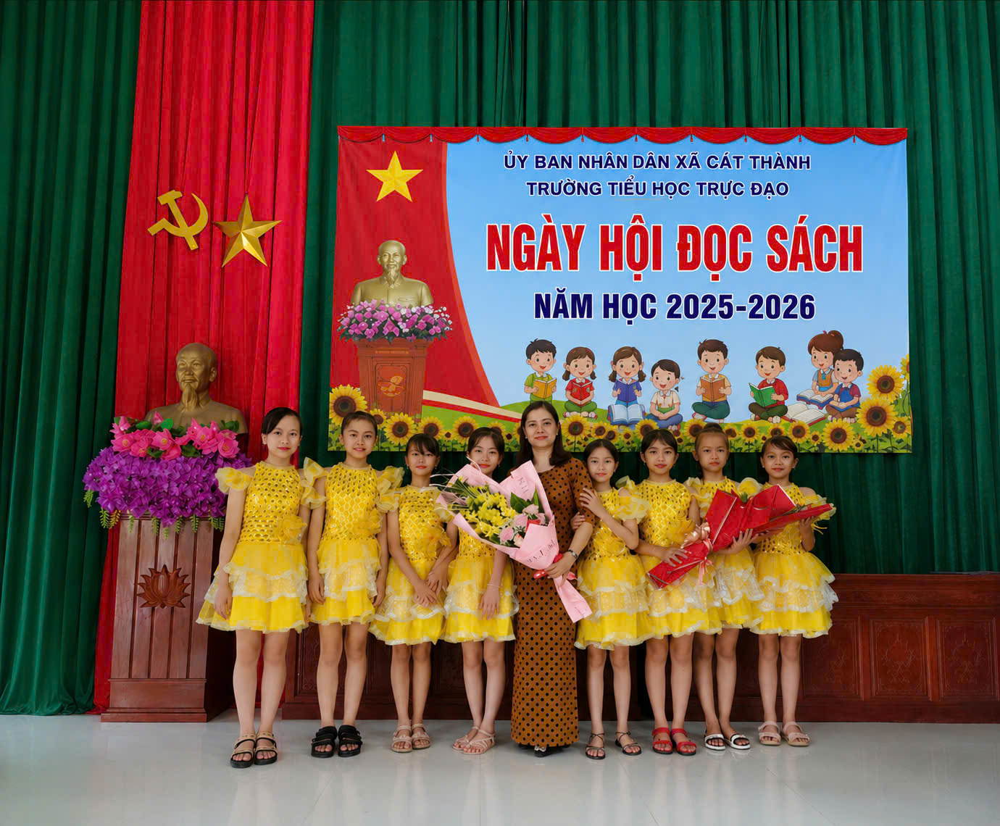 ỦY BAN NHÂN DÂN XÃ CÁT THÀNH
TRƯỜNG TIỂU HỌC TRỰC ĐẠO
NGÀY HỘI ĐỌC SÁCH
NĂM HỌC 2025-2026